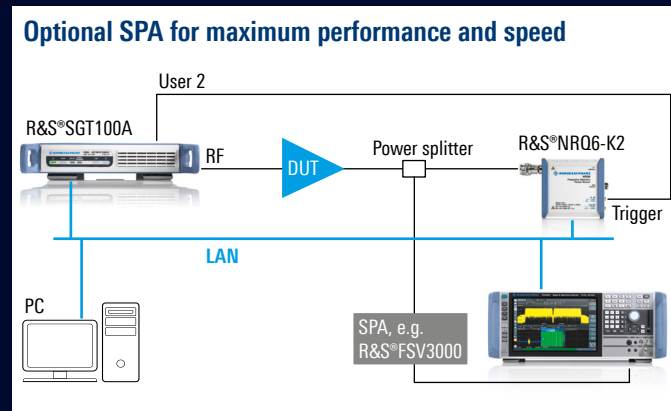 Optional SPA for maximum performance and speed
User 2
R&S®SGT100A
RF
DUT
Power splitter
R&S®NRQ6-K2
Trigger
LAN
PC
SPA, e.g.
R&S®FSV3000